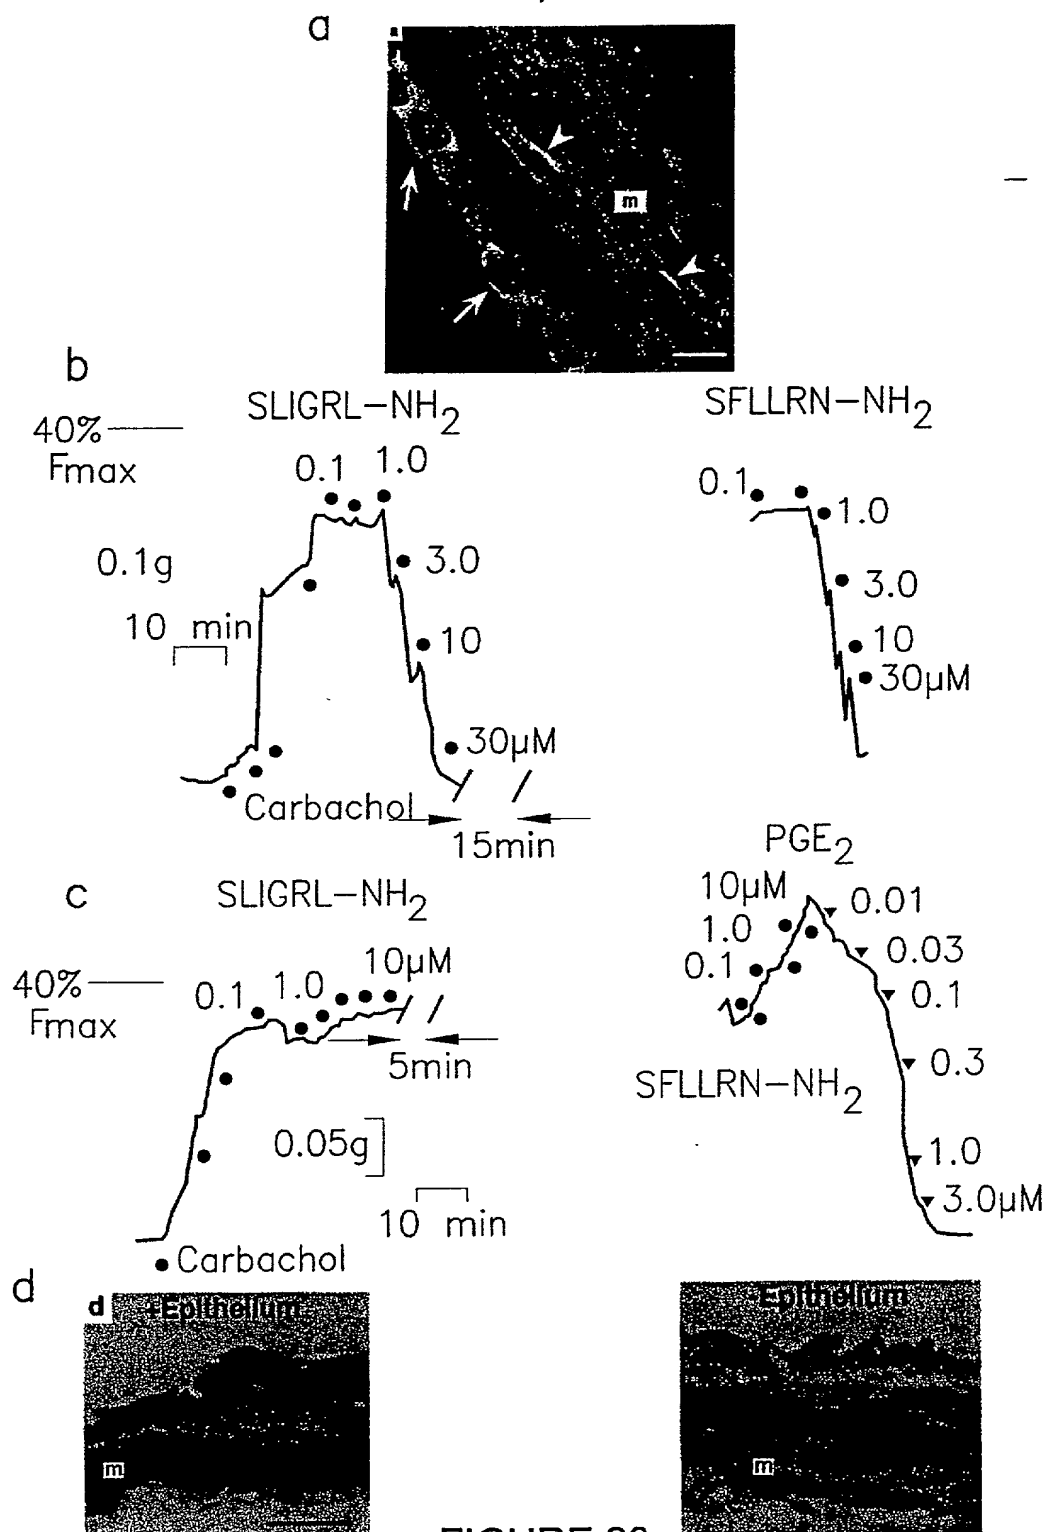 a
m
b
SLIGRL–NH2
SFLLRN–NH2
40%
Fmax
0.1
1.0
0.1
1.0
0.1g
3.0
3.0
10 min
10
10
30µM
30µM
Carbachol
15min
PGE2
c
SLIGRL–NH2
10µM
0.01
1.0
0.03
0.1
10µM
40%
Fmax
0.1
1.0
0.1
5min
0.3
SFLLRN–NH2
0.05g
1.0
10 min
3.0µM
Carbachol
d
d
+Epithelium
Epithelium
m
m